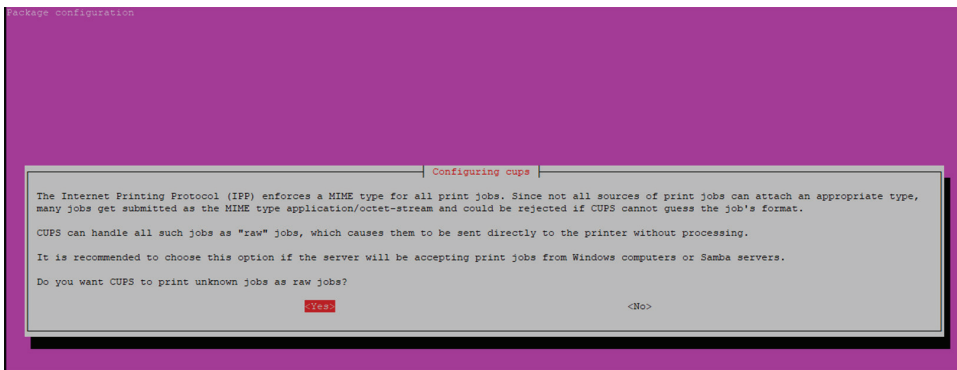 Package configuration
Configuring cups
The Internet Printing Protocol (IPP) enforces a MIME type for all print jobs. Since not all sources of print jobs can attach an appropriate type,
many jobs get submitted as the MIME type application/octet-stream and could be rejected if CUPS cannot guess the job's format.
CUPS can handle all such jobs as "raw" jobs, which causes them to be sent directly to the printer without processing.
It is recommended to choose this option if the server will be accepting print jobs from Windows computers or Samba servers.
Do you want CUPS to print unknown jobs as raw jobs?
<Yes> <No>